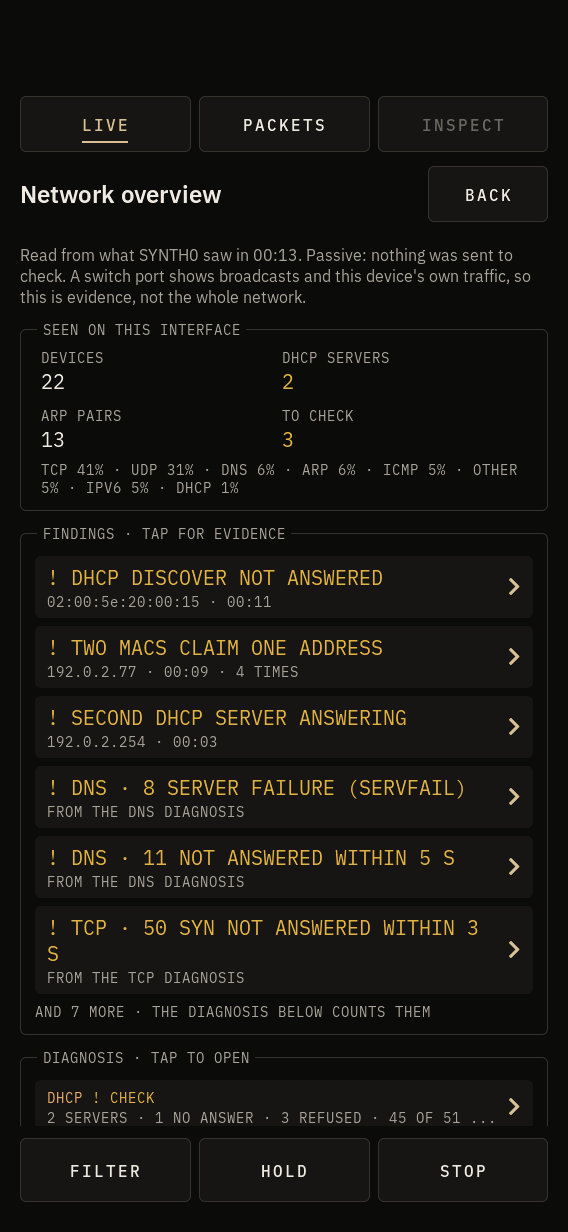 LIVE
PACKETS
INSPECT
Network overview
BACK
Read from what SYNTH0 saw in 00:13. Passive: nothing was sent to
check. A switch port shows broadcasts and this device's own traffic, so
this is evidence, not the whole network.
SEEN ON THIS INTERFACE
DEVICES
22
DHCP SERVERS
2
ARP PAIRS
13
TO CHECK
3
TCP 41% · UDP 31% · DNS 6% · ARP 6% · ICMP 5% · OTHER
5% · IPV6 5% · DHCP 1%
FINDINGS · TAP FOR EVIDENCE
! DHCP DISCOVER NOT ANSWERED
02:00:5e:20:00:15 · 00:11
! TWO MACS CLAIM ONE ADDRESS
192.0.2.77 · 00:09 · 4 TIMES
! SECOND DHCP SERVER ANSWERING
192.0.2.254 · 00:03
! DNS · 8 SERVER FAILURE (SERVFAIL)
FROM THE DNS DIAGNOSIS
! DNS · 11 NOT ANSWERED WITHIN 5 S
FROM THE DNS DIAGNOSIS
! TCP · 50 SYN NOT ANSWERED WITHIN 3
S
FROM THE TCP DIAGNOSIS
AND 7 MORE · THE DIAGNOSIS BELOW COUNTS THEM
DIAGNOSIS · TAP TO OPEN
DHCP ! CHECK
2 SERVERS · 1 NO ANSWER · 3 REFUSED · 45 OF 51 ...
FILTER
HOLD
STOP